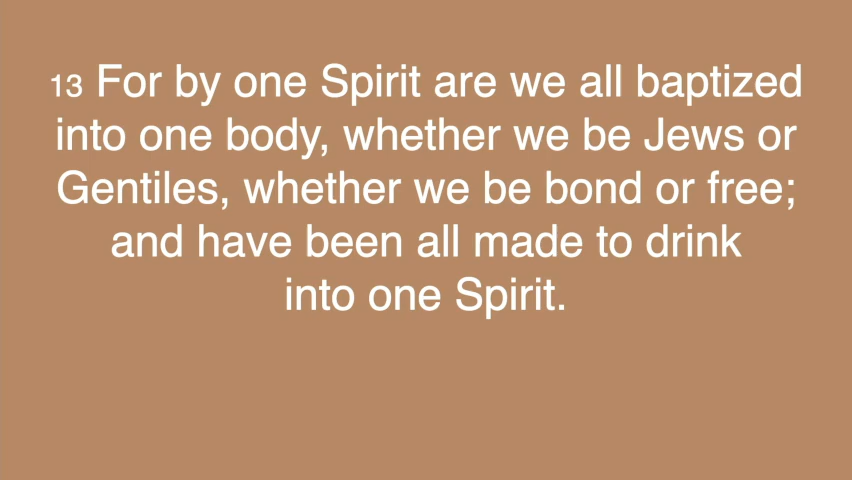 13 For by one Spirit are we all baptized
into one body, whether we be Jews or
Gentiles, whether we be bond or free;
and have been all made to drink
into one Spirit.